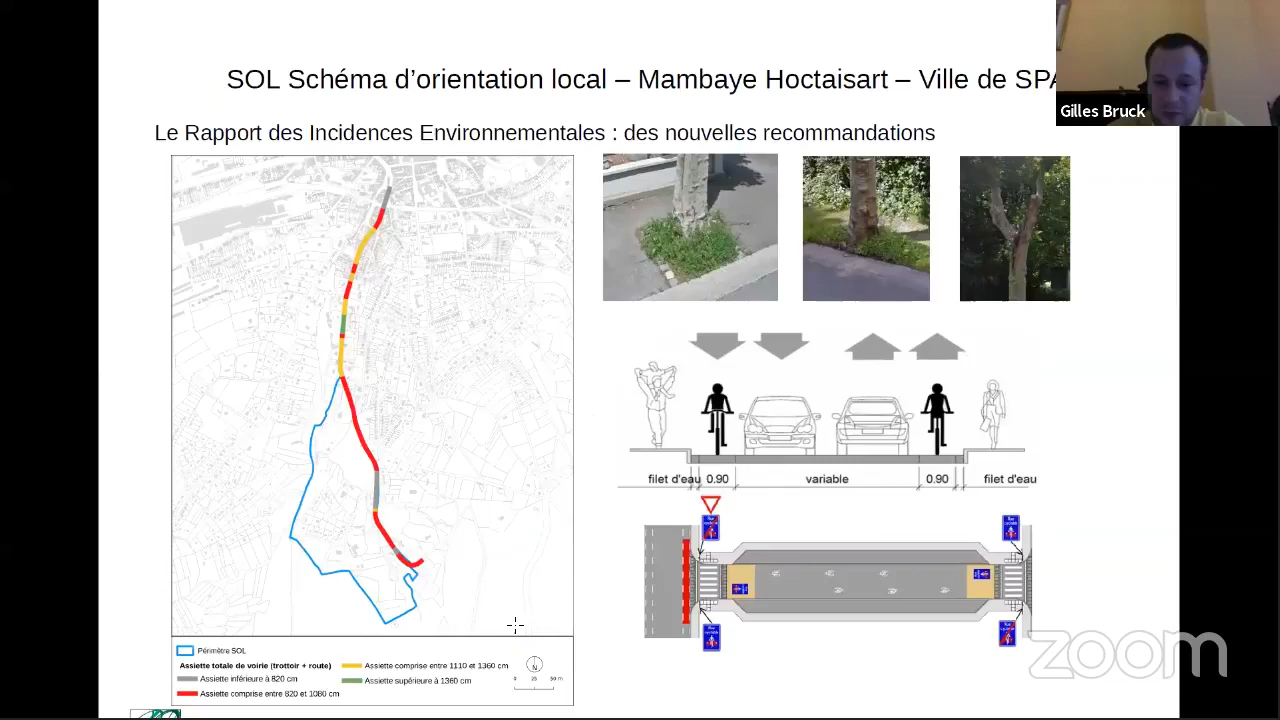 SOL Schéma d'orientation local – Mambaye Hoctaisart – Ville de SPA
Gilles Bruck
Le Rapport des Incidences Environnementales : des nouvelles recommandations
filet d'eau 0.90 variable 0.90 filet d'eau
Périmètre SOL
Assiette totale de voirie (trottoir + route)
Assiette inférieure à 820 cm
Assiette comprise entre 820 et 1080 cm
Assiette comprise entre 1110 et 1360 cm
Assiette supérieure à 1360 cm
N
0 25 50 m
zoom